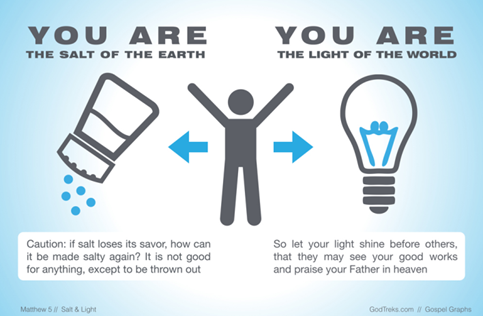 YOU ARE
THE SALT OF THE EARTH
YOU ARE
THE LIGHT OF THE WORLD
Caution: if salt loses its savor, how can
it be made salty again? It is not good
for anything, except to be thrown out
So let your light shine before others,
that they may see your good works
and praise your Father in heaven
Matthew 5 // Salt & Light
GodTreks.com // Gospel Graphs